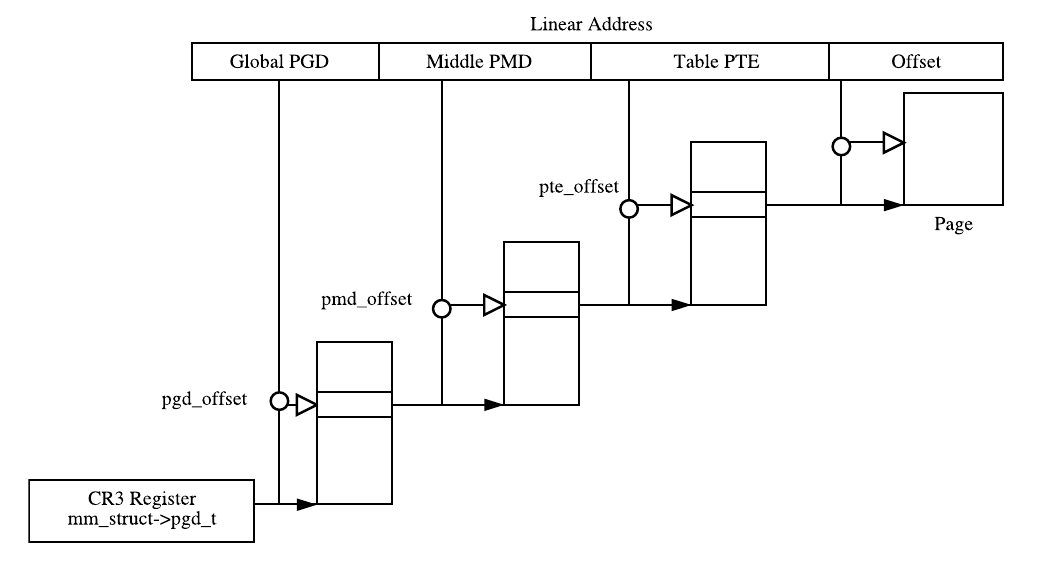 Linear Address
Global PGD
Middle PMD
Table PTE
Offset
pte_offset
Page
pmd_offset
pgd_offset
CR3 Register
mm_struct->pgd_t